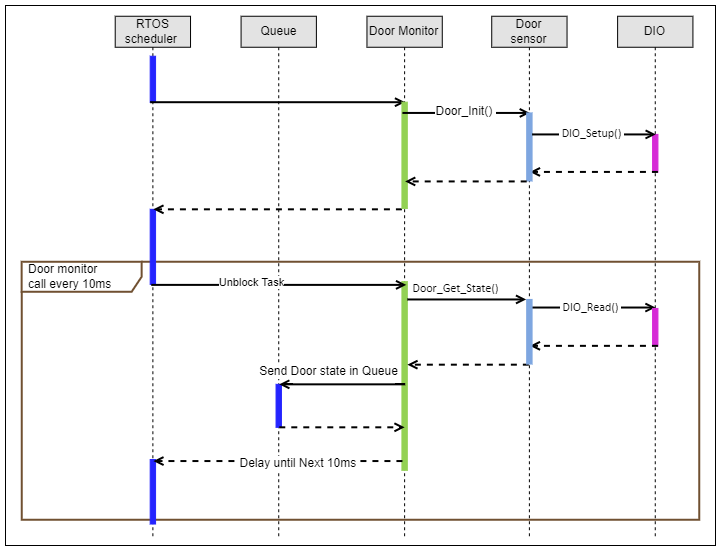 RTOS
scheduler
Queue
Door Monitor
Door
sensor
DIO
Door_Init()
DIO_Setup()
Door monitor
call every 10ms
Unblock Task
Door_Get_State()
DIO_Read()
Send Door state in Queue
Delay until Next 10ms